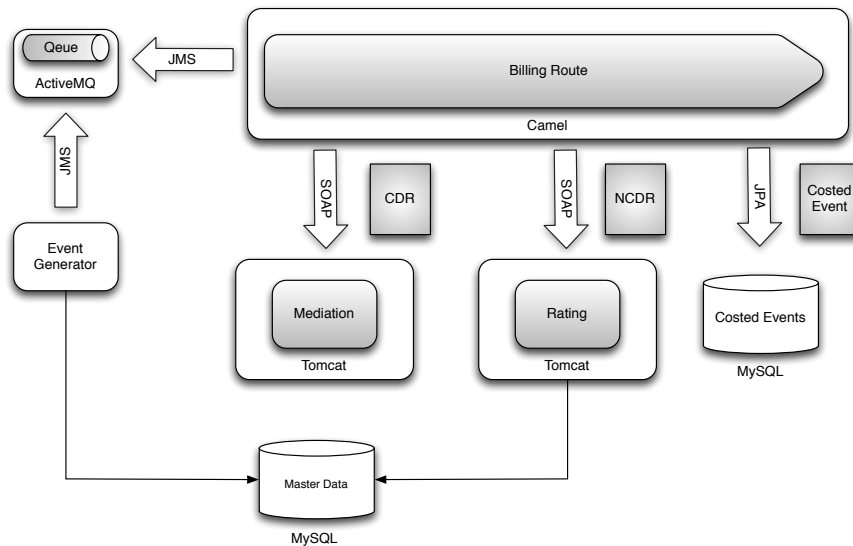 Qeue
ActiveMQ
JMS
Billing Route
Camel
JMS
SOAP
CDR
SOAP
NCDR
JPA
Costed
Event
Event
Generator
Mediation
Tomcat
Rating
Tomcat
Costed Events
MySQL
Master Data
MySQL